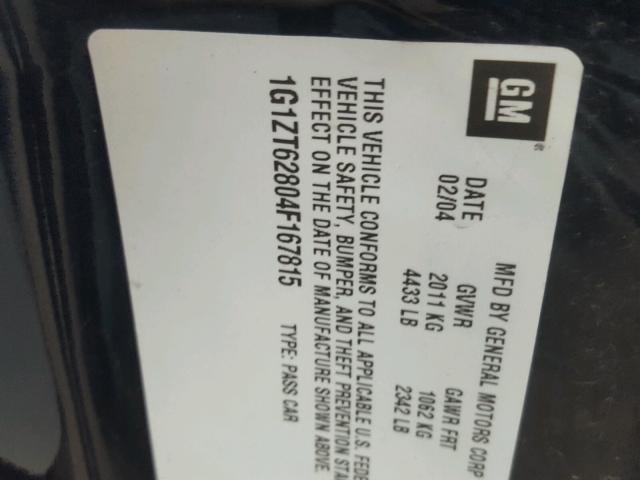 GM
MFD BY GENERAL MOTORS CORP
DATE GVWR GAWR FRT
02/04 2011 KG 1062 KG
4433 LB 2342 LB
THIS VEHICLE CONFORMS TO ALL APPLICABLE U.S. FEDE
VEHICLE SAFETY, BUMPER, AND THEFT PREVENTION STA
EFFECT ON THE DATE OF MANUFACTURE SHOWN ABOVE.
1G1ZT62804F167815 TYPE: PASS CAR